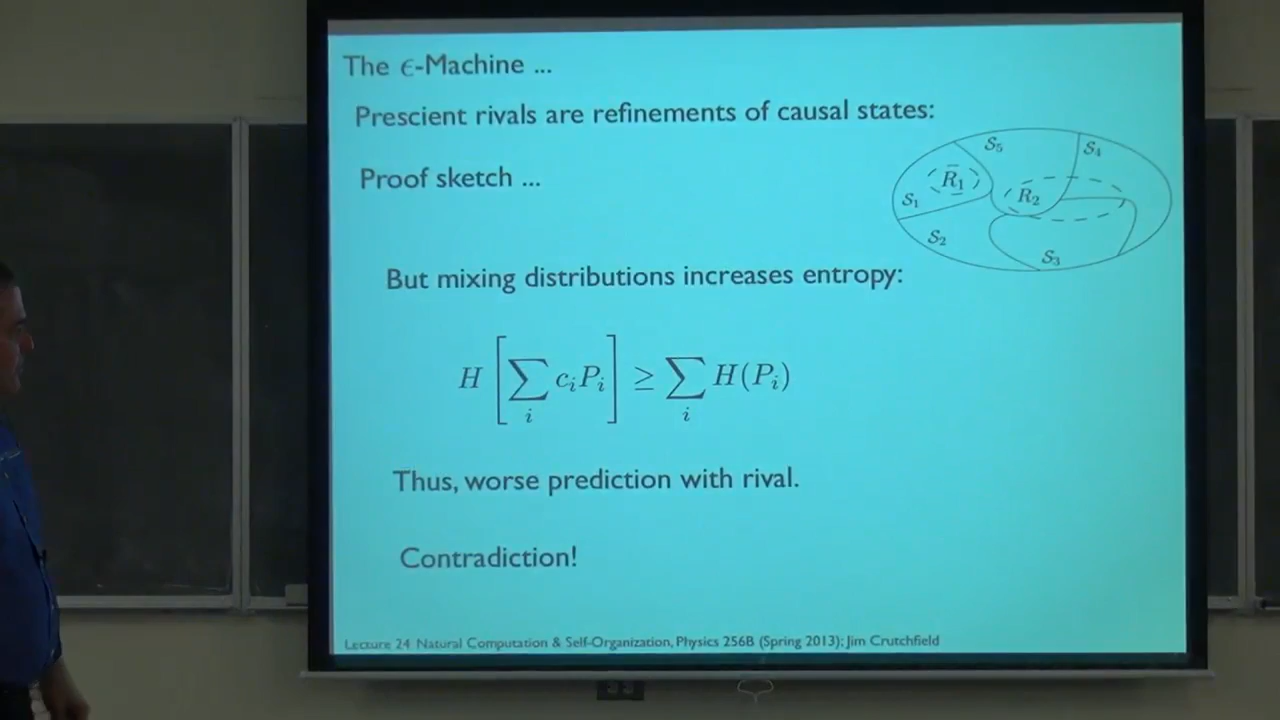 The ϵ-Machine ...
Prescient rivals are refinements of causal states:
Proof sketch ...
S₅
S₄
R₁
R₂
S₁
S₂
S₃
But mixing distributions increases entropy:
H [∑ᵢ cᵢPᵢ] ≥ ∑ᵢ H(Pᵢ)
Thus, worse prediction with rival.
Contradiction!
Lecture 24 Natural Computation & Self-Organization, Physics 256B (Spring 2013); Jim Crutchfield